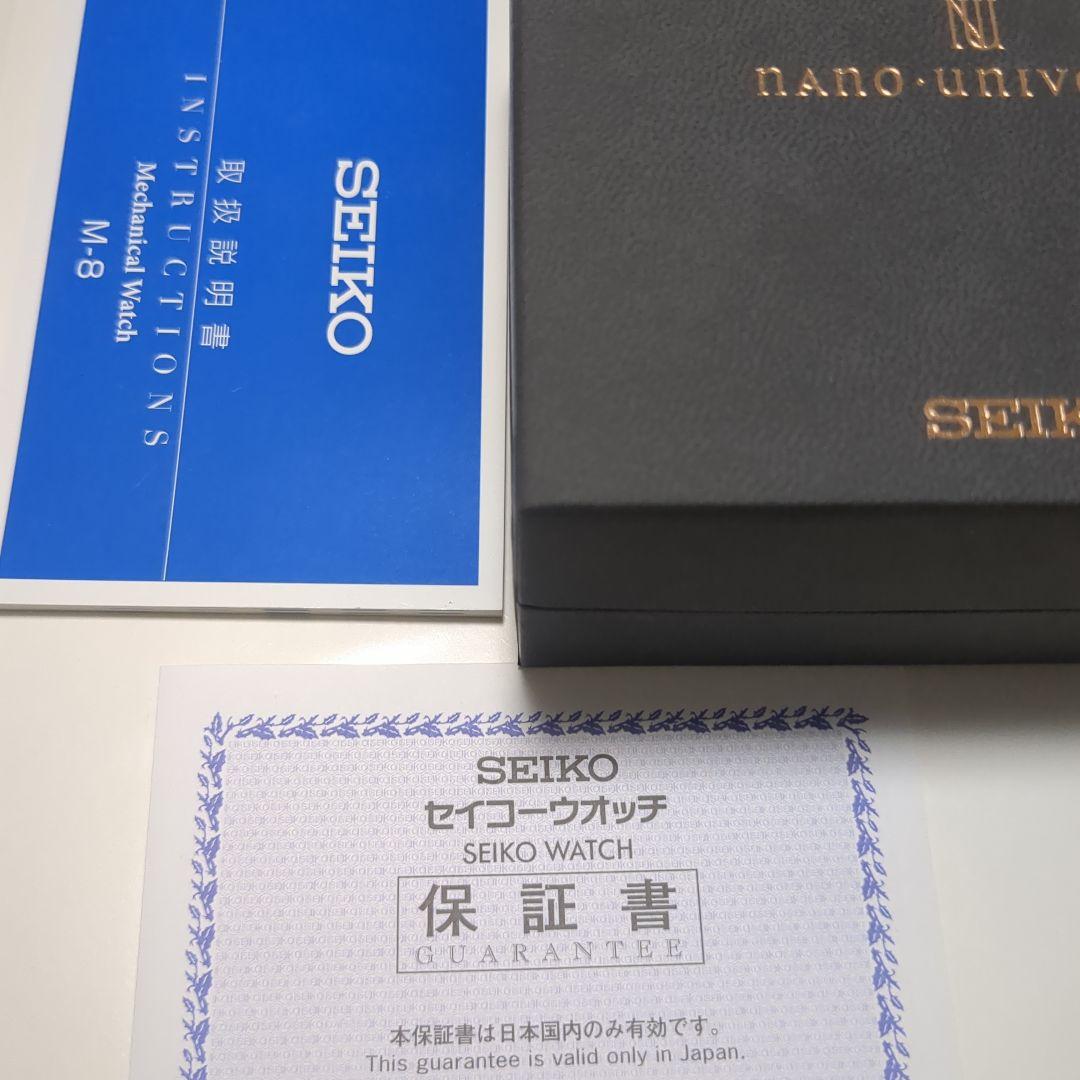 SEIKO
取扱説明書
INSTRUCTIONS
Mechanical Watch
M-8
NU
nano・unive
SEIK
SEIKO
セイコーウオッチ
SEIKO WATCH
保証書
GUARANTEE
本保証書は日本国内のみ有効です。
This guarantee is valid only in Japan.